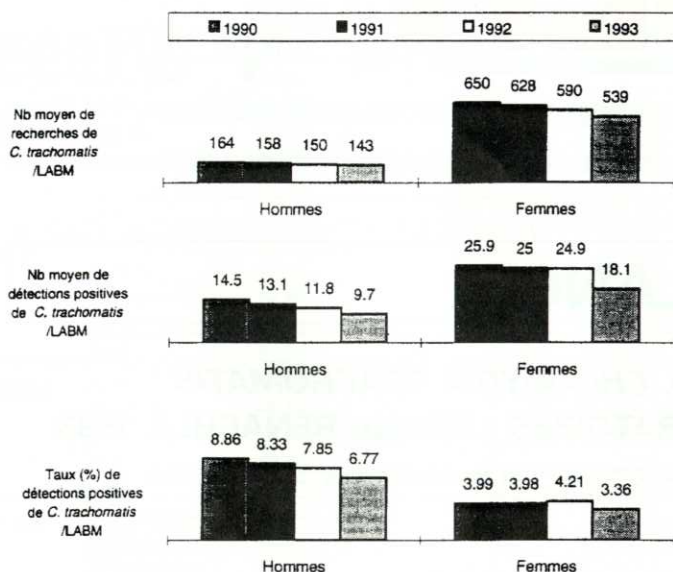 1990 1991 1992 1993
Nb moyen de
recherches de
C. trachomatis
/LABM
164 158 150 143
650 628 590 539
Hommes Femmes
Nb moyen de
détections positives
de C. trachomatis
/LABM
14.5 13.1 11.8 9.7
25.9 25 24.9 18.1
Hommes Femmes
Taux (%) de
détections positives
de C. trachomatis
/LABM
8.86 8.33 7.85 6.77
3.99 3.98 4.21 3.36
Hommes Femmes